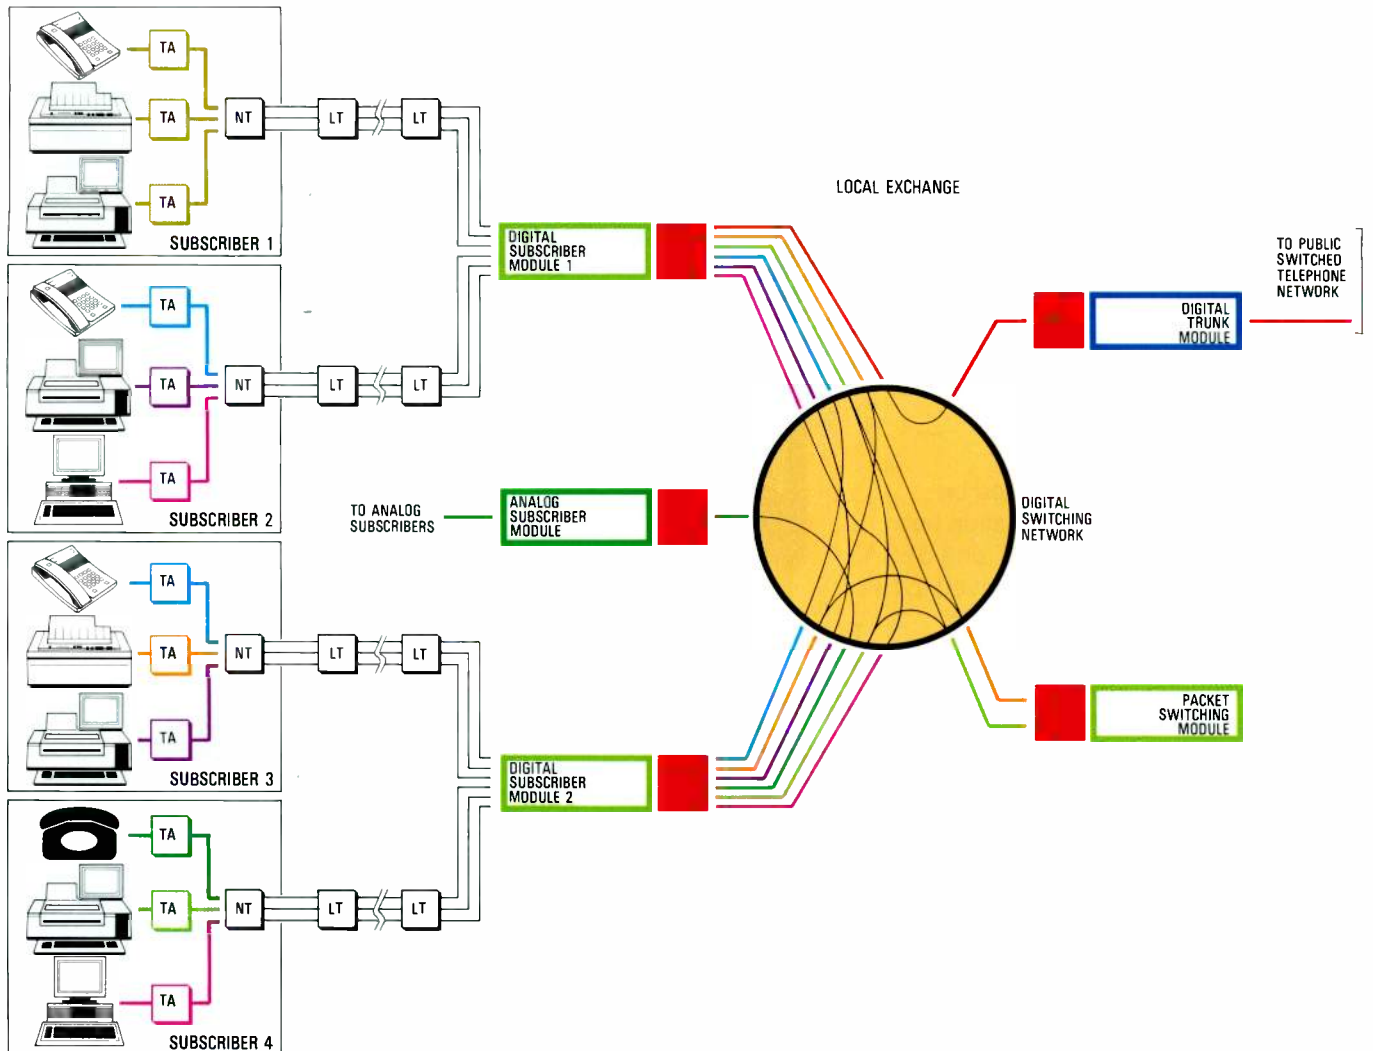 TA
TA
NT
LT
LT
TA
SUBSCRIBER 1
TA
TA
NT
LT
LT
TA
SUBSCRIBER 2
TA
TA
NT
LT
LT
TA
SUBSCRIBER 3
TA
TA
NT
LT
LT
TA
SUBSCRIBER 4
DIGITAL
SUBSCRIBER
MODULE 1
TO ANALOG
SUBSCRIBERS
ANALOG
SUBSCRIBER
MODULE
DIGITAL
SUBSCRIBER
MODULE 2
LOCAL EXCHANGE
DIGITAL
SWITCHING
NETWORK
TO PUBLIC
SWITCHED
TELEPHONE
NETWORK
DIGITAL
TRUNK
MODULE
PACKET
SWITCHING
MODULE